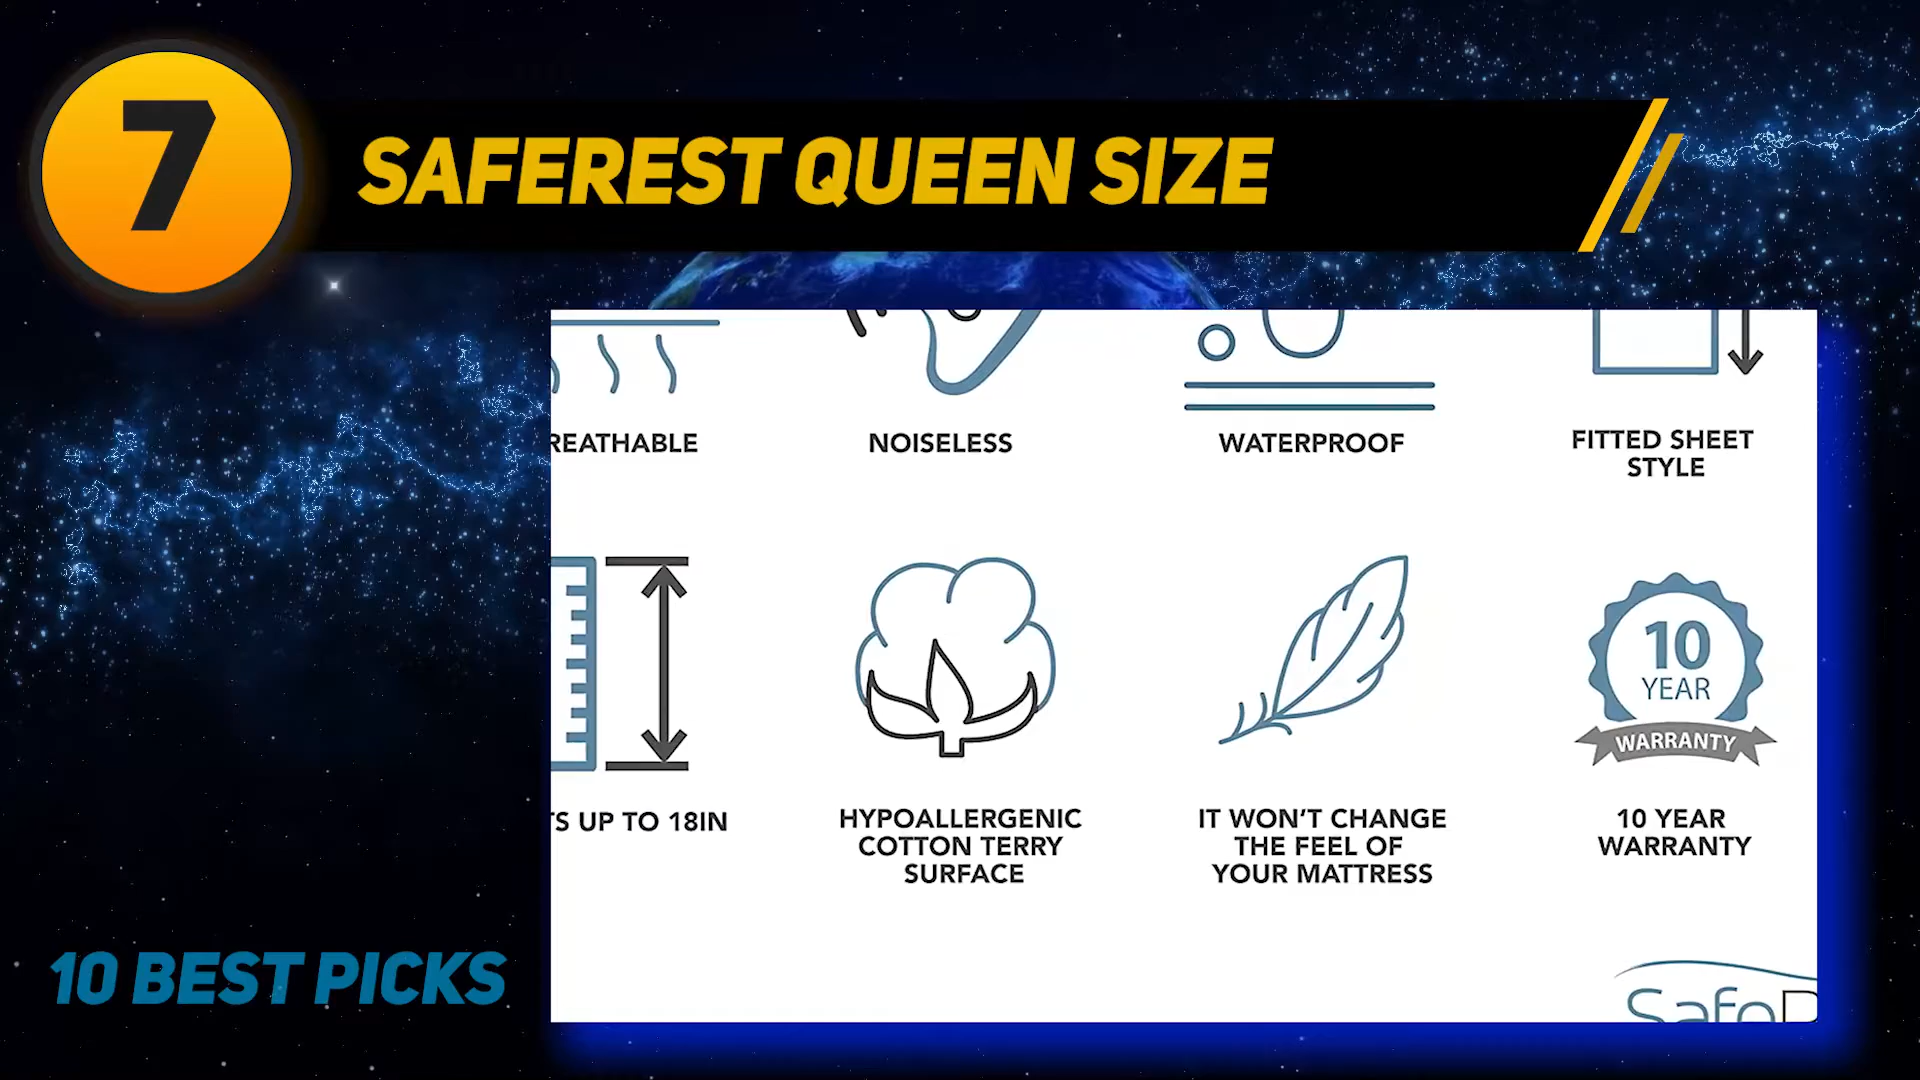 7
SAFEREST QUEEN SIZE
REATHABLE
NOISELESS
WATERPROOF
FITTED SHEET
STYLE
10
YEAR
WARRANTY
TS UP TO 18IN
HYPOALLERGENIC
COTTON TERRY
SURFACE
IT WON'T CHANGE
THE FEEL OF
YOUR MATTRESS
10 YEAR
WARRANTY
10 BEST PICKS